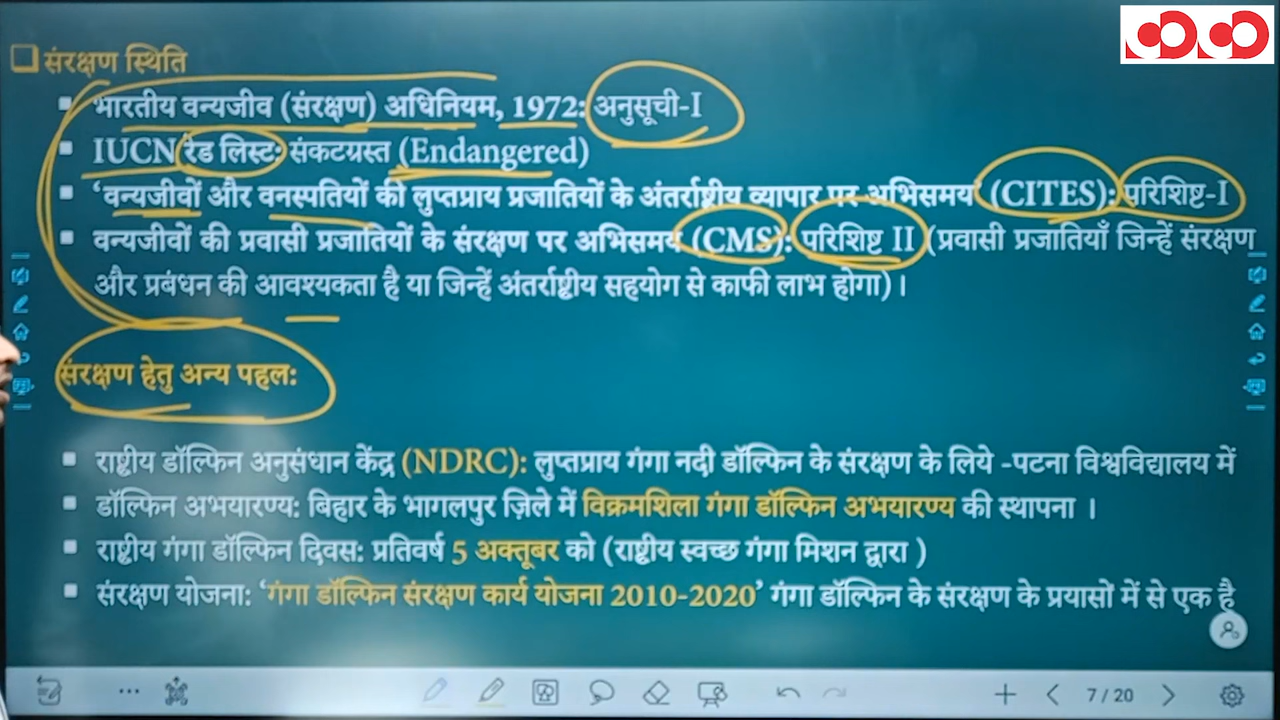 संरक्षण स्थिति
भारतीय वन्यजीव (संरक्षण) अधिनियम, 1972: अनुसूची-I
IUCN रेड लिस्ट: संकटग्रस्त (Endangered)
‘वन्यजीवों और वनस्पतियों की लुप्तप्राय प्रजातियों के अंतर्राष्ट्रीय व्यापार पर अभिसमय’ (CITES): परिशिष्ट-I
वन्यजीवों की प्रवासी प्रजातियों के संरक्षण पर अभिसमय (CMS): परिशिष्ट II (प्रवासी प्रजातियाँ जिन्हें संरक्षण
और प्रबंधन की आवश्यकता है या जिन्हें अंतर्राष्ट्रीय सहयोग से काफी लाभ होगा)।
संरक्षण हेतु अन्य पहल:
राष्ट्रीय डॉल्फिन अनुसंधान केंद्र (NDRC): लुप्तप्राय गंगा नदी डॉल्फिन के संरक्षण के लिये -पटना विश्वविद्यालय में
डॉल्फिन अभयारण्य: बिहार के भागलपुर ज़िले में विक्रमशिला गंगा डॉल्फिन अभयारण्य की स्थापना ।
राष्ट्रीय गंगा डॉल्फिन दिवस: प्रतिवर्ष 5 अक्तूबर को (राष्ट्रीय स्वच्छ गंगा मिशन द्वारा )
संरक्षण योजना: ‘गंगा डॉल्फिन संरक्षण कार्य योजना 2010-2020’ गंगा डॉल्फिन के संरक्षण के प्रयासों में से एक है
7 / 20